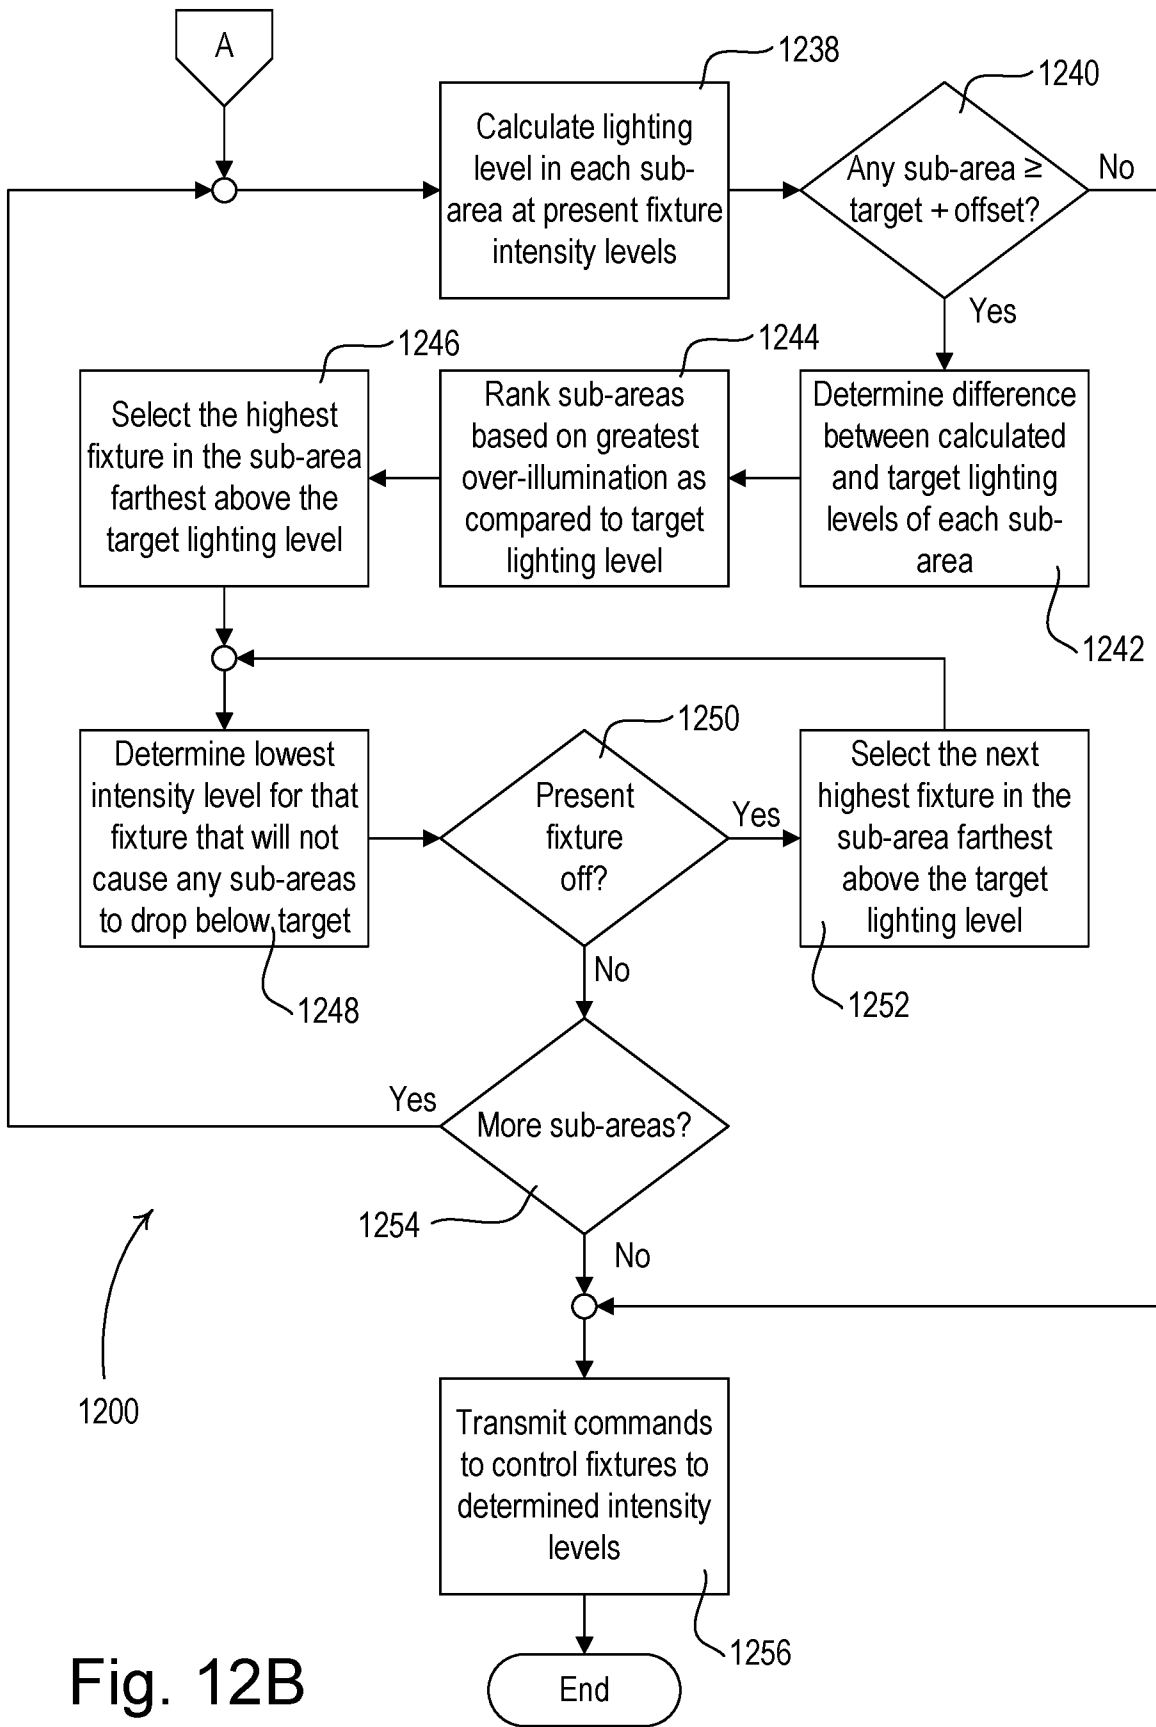 A
1238
Calculate lighting
level in each sub-
area at present fixture
intensity levels
1240
Any sub-area ≥
target + offset?
No
Yes
1246
Select the highest
fixture in the sub-area
farthest above the
target lighting level
1244
Rank sub-areas
based on greatest
over-illumination as
compared to target
lighting level
Determine difference
between calculated
and target lighting
levels of each sub-
area
1242
Determine lowest
intensity level for that
fixture that will not
cause any sub-areas
to drop below target
1248
1250
Present
fixture
off?
Yes
No
Select the next
highest fixture in the
sub-area farthest
above the target
lighting level
1252
Yes
More sub-areas?
1254
No
1200
Transmit commands
to control fixtures to
determined intensity
levels
1256
End
Fig. 12B